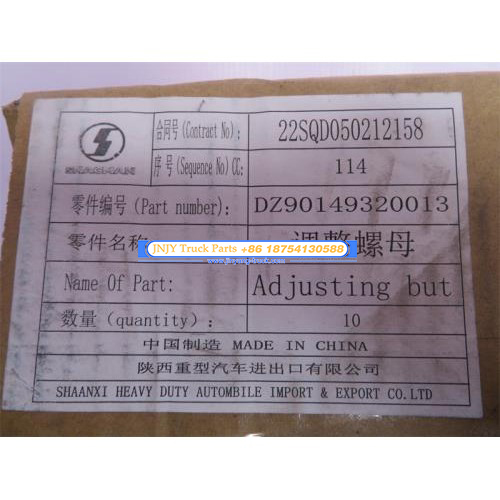 合同号(Contract No): 22SQD050212158
SHACMAN
序 号(Sequence No) CC: 114
零件编号(Part number): DZ90149320013
零件名称 调整螺母
JNJY Truck Parts +86 18754130588
Name Of Part: Adjusting but
数量(quantity): 10
中国制造 MADE IN CHINA
陕西重型汽车进出口有限公司
SHAANXI HEAVY DUTY AUTOMBILE IMPORT & EXPORT CO.LTD